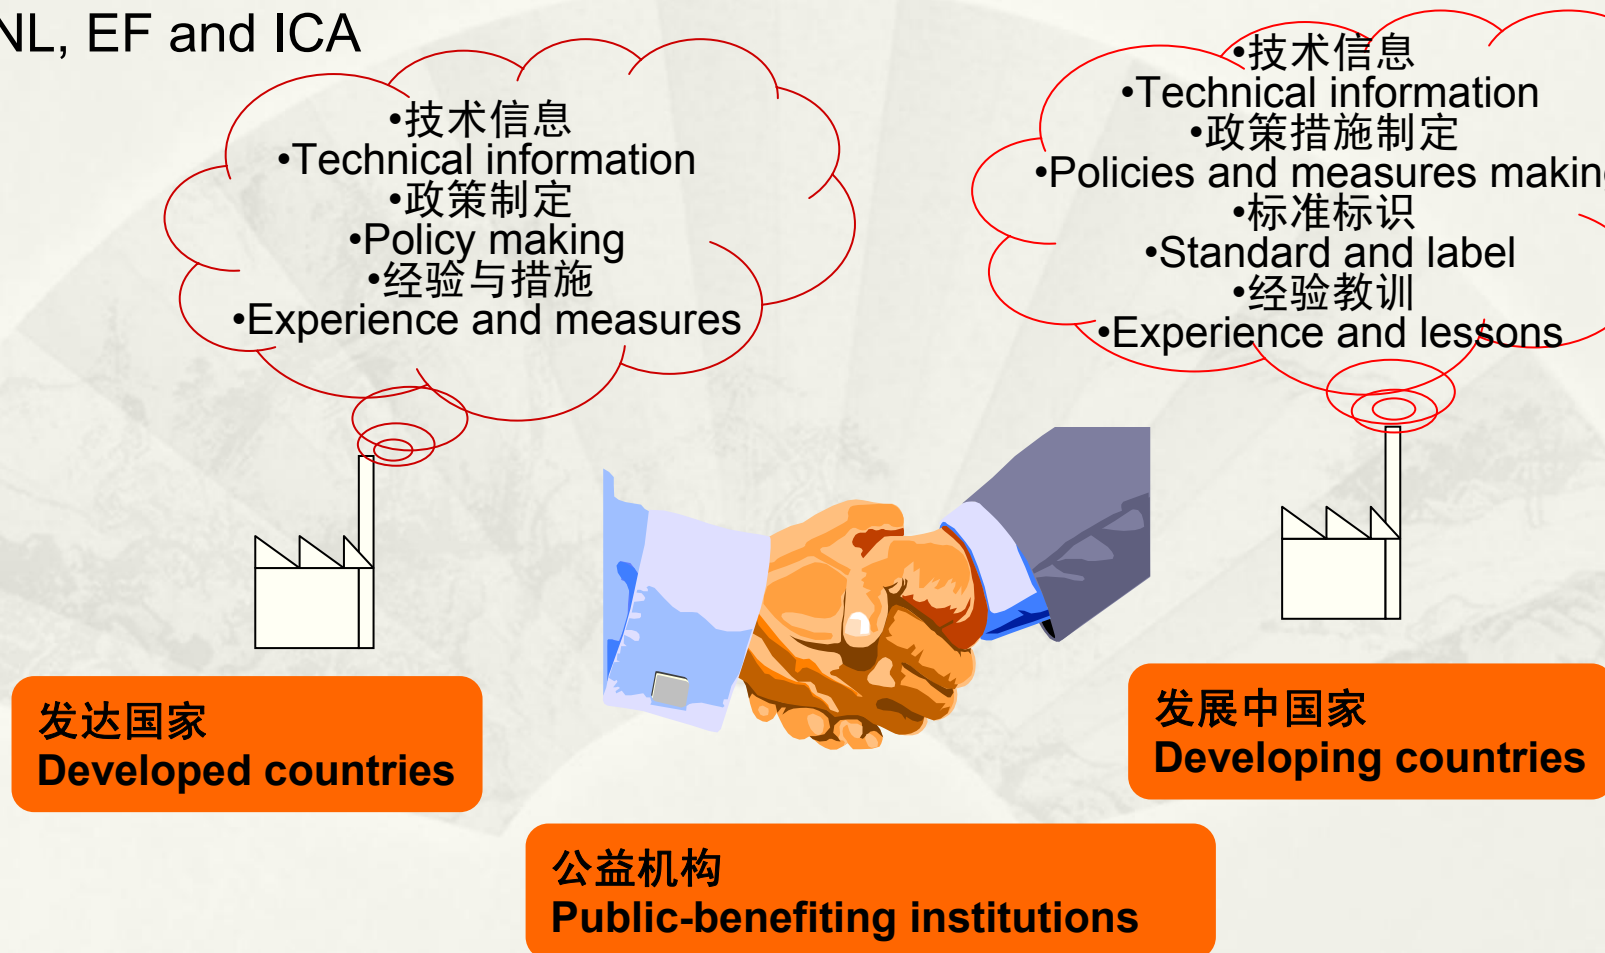 NL, EF and ICA
•技术信息
•Technical information
•政策制定
•Policy making
•经验与措施
•Experience and measures
•技术信息
•Technical information
•政策措施制定
•Policies and measures making
•标准标识
•Standard and label
•经验教训
•Experience and lessons
发达国家
Developed countries
发展中国家
Developing countries
公益机构
Public-benefiting institutions